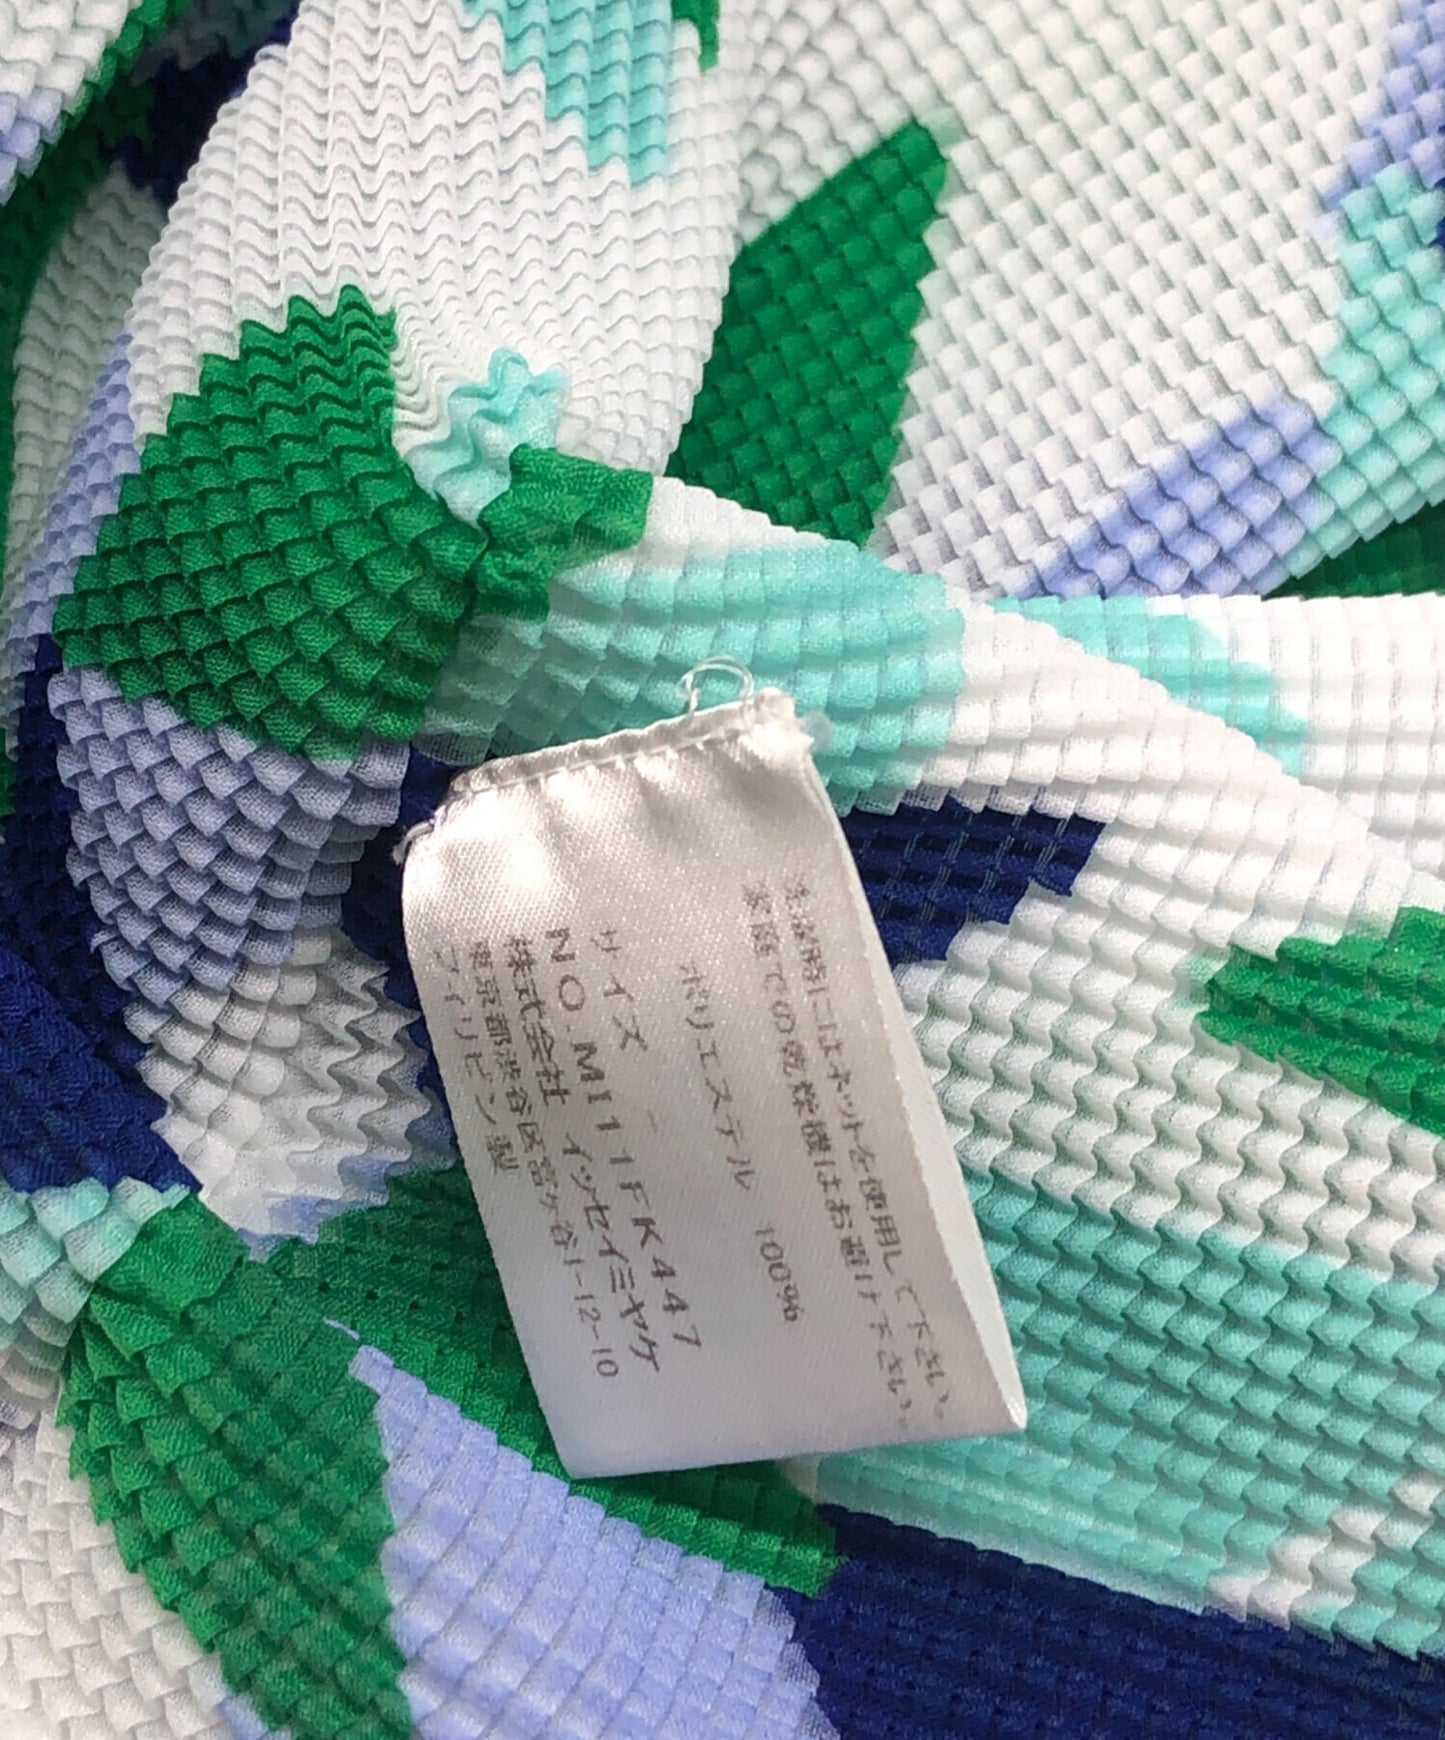 洗濯時にはネットを使用して下さい。
家庭での乾燥機はお避け下さい。
ポリエステル 100%
サイズ －
NO.MI11FK447
株式会社 イッセイミヤケ
東京都渋谷区富ヶ谷1-12-10
フィリピン製